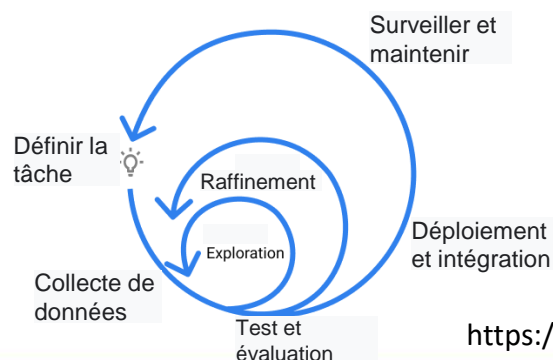 Surveiller et
maintenir
Définir la
tâche
Raffinement
Exploration
Déploiement
et intégration
Collecte de
données
Test et
évaluation
https:/